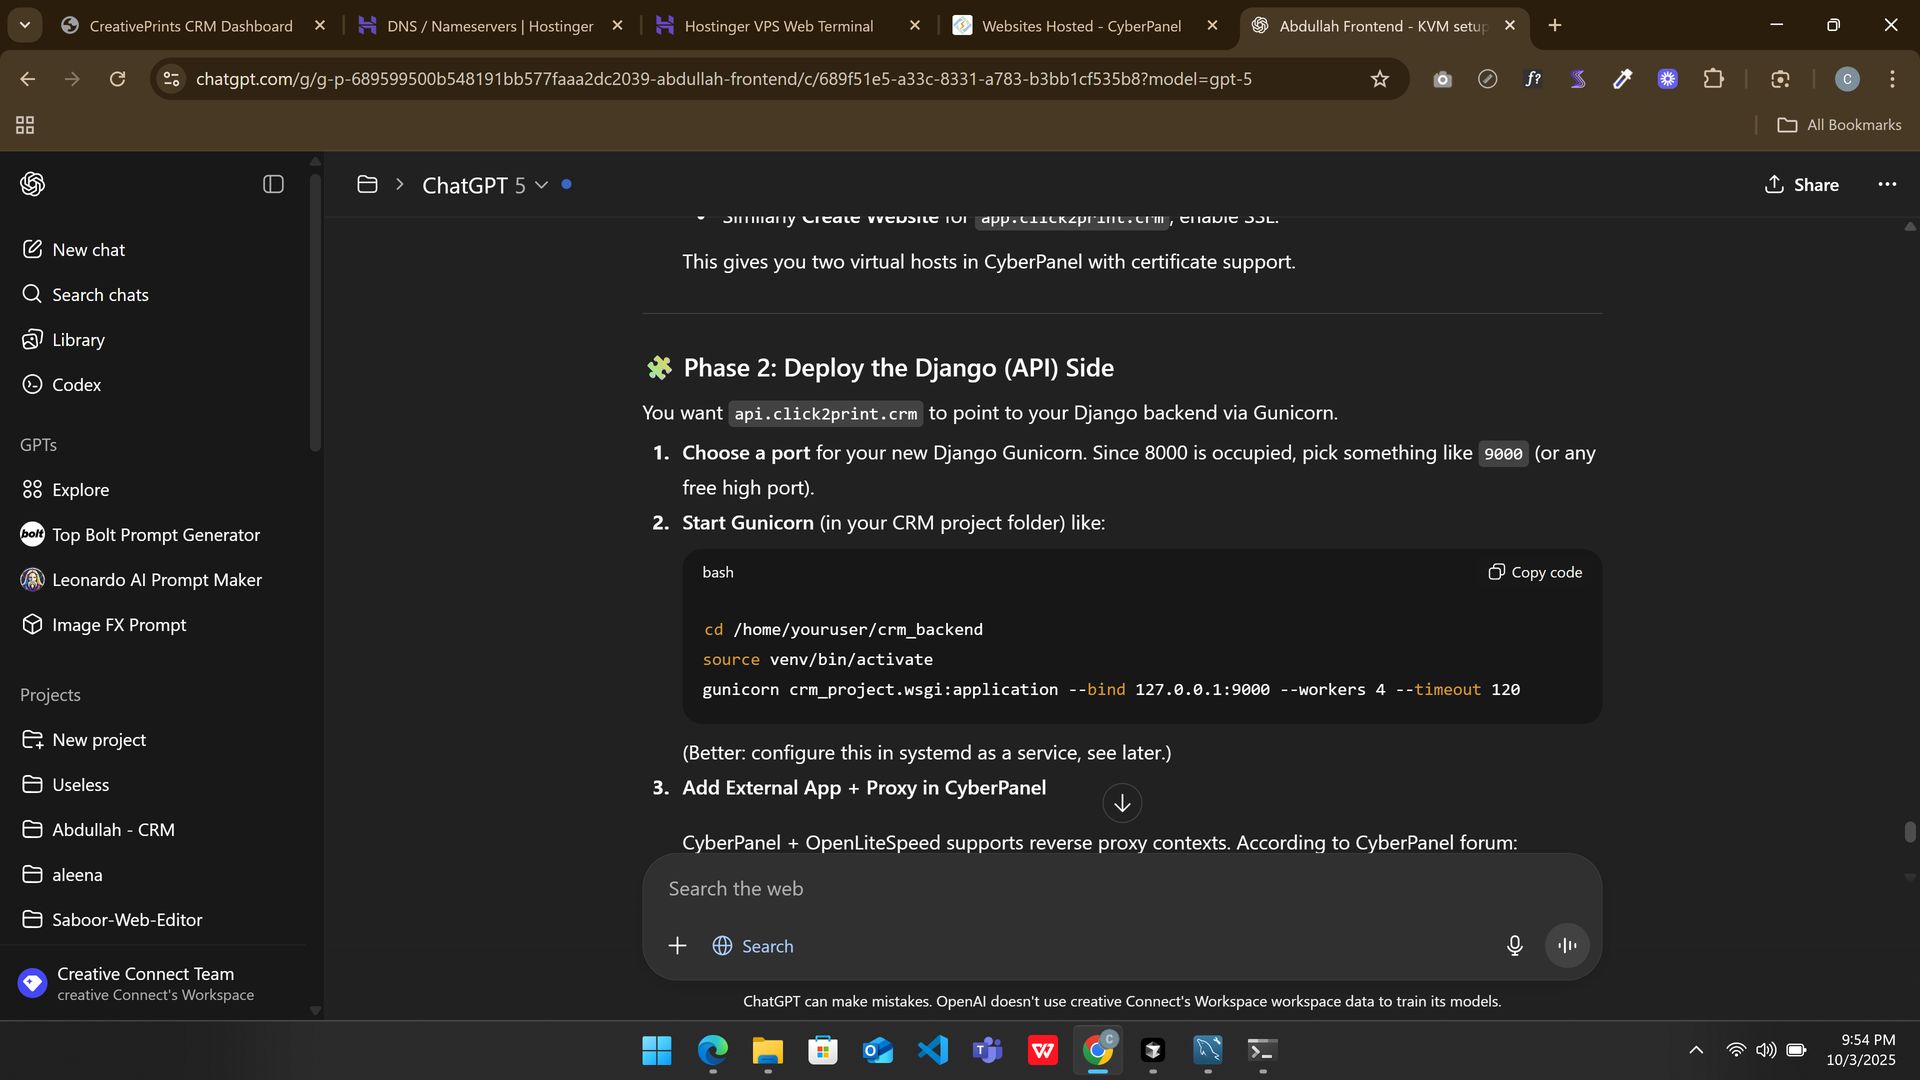 CreativePrints CRM Dashboard
DNS / Nameservers | Hostinger
Hostinger VPS Web Terminal
Websites Hosted - CyberPanel
Abdullah Frontend - KVM setup
chatgpt.com/g/g-p-689599500b548191bb577faaa2dc2039-abdullah-frontend/c/689f51e5-a33c-8331-a783-b3bb1cf535b8?model=gpt-5
f?
C
All Bookmarks
ChatGPT 5
Share
New chat
Search chats
Library
Codex
GPTs
Explore
bolt
Top Bolt Prompt Generator
Leonardo AI Prompt Maker
Image FX Prompt
Projects
New project
Useless
Abdullah - CRM
aleena
Saboor-Web-Editor
Creative Connect Team
creative Connect's Workspace
• Similarly Create Website for app.click2print.crm, enable SSL.
This gives you two virtual hosts in CyberPanel with certificate support.
Phase 2: Deploy the Django (API) Side
You want api.click2print.crm to point to your Django backend via Gunicorn.
1. Choose a port for your new Django Gunicorn. Since 8000 is occupied, pick something like 9000 (or any
free high port).
2. Start Gunicorn (in your CRM project folder) like:
bash
Copy code
cd /home/youruser/crm_backend
source venv/bin/activate
gunicorn crm_project.wsgi:application --bind 127.0.0.1:9000 --workers 4 --timeout 120
(Better: configure this in systemd as a service, see later.)
3. Add External App + Proxy in CyberPanel
CyberPanel + OpenLiteSpeed supports reverse proxy contexts. According to CyberPanel forum:
Search the web
Search
ChatGPT can make mistakes. OpenAI doesn't use creative Connect's Workspace workspace data to train its models.
C
9:54 PM
10/3/2025